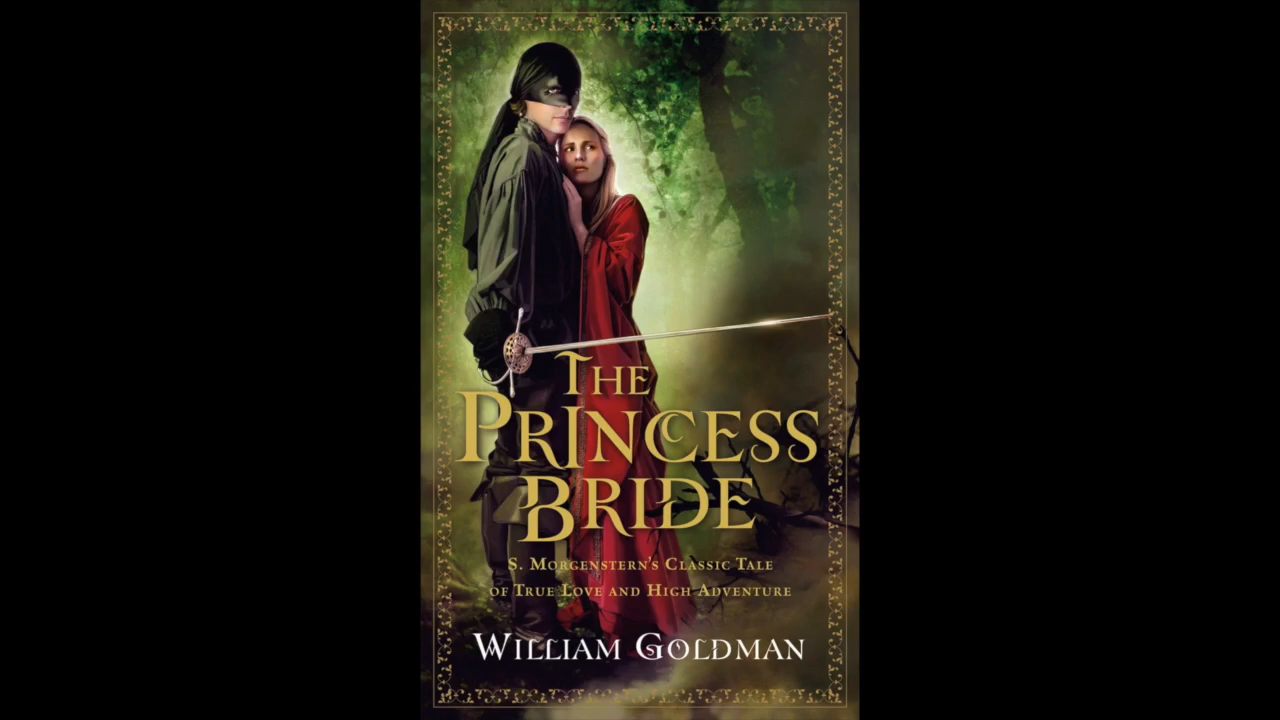 The
Princess
Bride
S. Morgenstern's Classic Tale
of True Love and High Adventure
William Goldman